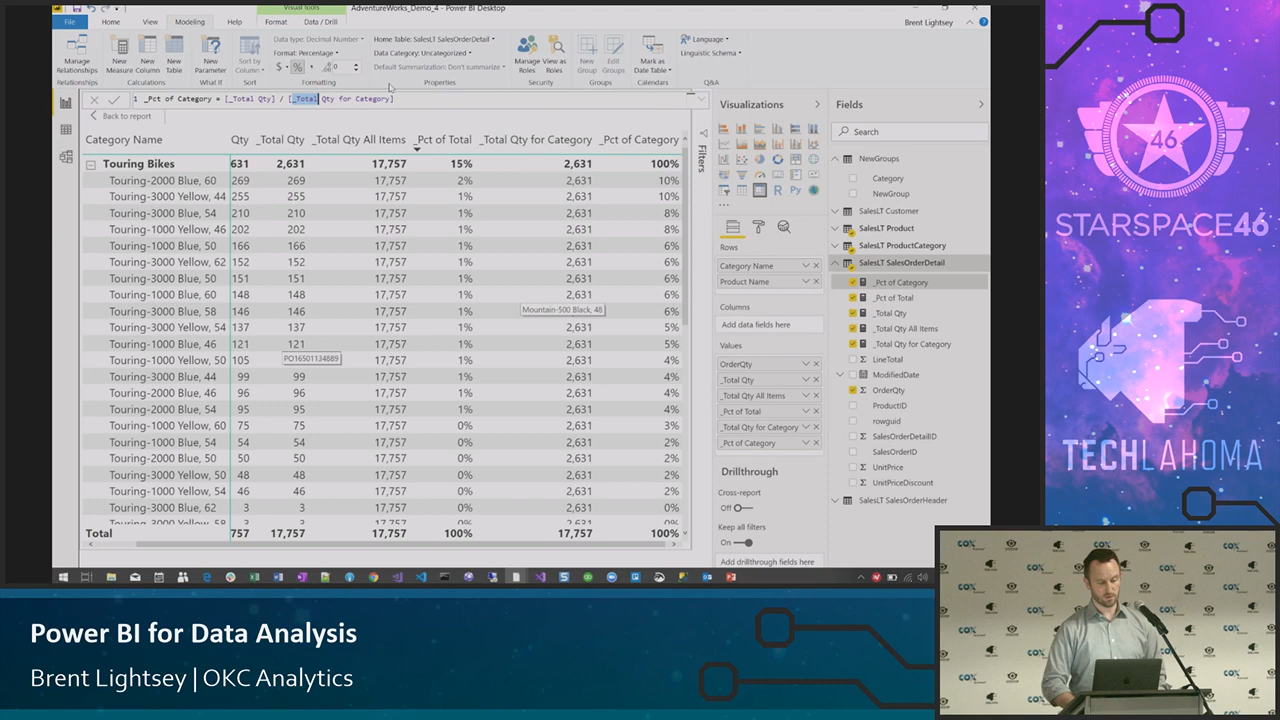 Visual Tools
AdventureWorks_Demo_4 - Power BI Desktop
File Home View Modeling Help Format Data / Drill
Brent Lightsey
Manage Relationships
New Measure
New Column
New Table
New Parameter
Sort by Column
Data type: Decimal Number
Format: Percentage
$ % , .00 0
Home Table: SalesLT SalesOrderDetail
Data Category: Uncategorized
Default Summarization: Don't summarize
Manage Roles
View as Roles
New Group
Edit Groups
Mark as Date Table
Language
Linguistic Schema
Relationships Calculations What If Sort Formatting Properties Security Groups Calendars Q&A
1 _Pct of Category = [_Total Qty] / [_Total Qty for Category]
Back to report
Category Name Qty _Total Qty _Total Qty All Items _Pct of Total _Total Qty for Category _Pct of Category
Touring Bikes 631 2,631 17,757 15% 2,631 100%
Touring-2000 Blue, 60 269 269 17,757 2% 2,631 10%
Touring-3000 Yellow, 44 255 255 17,757 1% 2,631 10%
Touring-3000 Blue, 54 210 210 17,757 1% 2,631 8%
Touring-1000 Yellow, 46 202 202 17,757 1% 2,631 8%
Touring-1000 Blue, 50 166 166 17,757 1% 2,631 6%
Touring-3000 Yellow, 62 152 152 17,757 1% 2,631 6%
Touring-3000 Blue, 50 151 151 17,757 1% 2,631 6%
Touring-1000 Blue, 60 148 148 17,757 1% 2,631 6%
Touring-3000 Blue, 58 146 146 17,757 1% 6%
Mountain-500 Black, 48
Touring-3000 Yellow, 54 137 137 17,757 1% 2,631 5%
Touring-1000 Blue, 46 121 121 17,757 1% 2,631 5%
Touring-1000 Yellow, 50 105 17,757 1% 2,631 4%
PO16501134889
Touring-3000 Blue, 44 99 99 17,757 1% 2,631 4%
Touring-2000 Blue, 46 96 96 17,757 1% 2,631 4%
Touring-2000 Blue, 54 95 95 17,757 1% 2,631 4%
Touring-1000 Yellow, 60 75 75 17,757 0% 2,631 3%
Touring-1000 Blue, 54 54 54 17,757 0% 2,631 2%
Touring-2000 Blue, 50 50 50 17,757 0% 2,631 2%
Touring-3000 Yellow, 50 48 48 17,757 0% 2,631 2%
Touring-1000 Yellow, 54 46 46 17,757 0% 2,631 2%
Touring-3000 Blue, 62 3 3 17,757 0% 2,631 0%
Touring-3000 Yellow, 58 3 3 17,757 0% 2,631 0%
Total 757 17,757 17,757 100% 17,757 100%
Filters
Visualizations
R Py
Rows
Category Name
Product Name
Columns
Add data fields here
Values
OrderQty
_Total Qty
_Total Qty All Items
_Pct of Total
_Total Qty for Category
_Pct of Category
Drillthrough
Cross-report
Off
Keep all filters
On
Add drillthrough fields here
Fields
Search
NewGroups
Category
NewGroup
SalesLT Customer
SalesLT Product
SalesLT ProductCategory
SalesLT SalesOrderDetail
_Pct of Category
_Pct of Total
_Total Qty
_Total Qty All Items
_Total Qty for Category
LineTotal
ModifiedDate
OrderQty
ProductID
rowguid
SalesOrderDetailID
SalesOrderID
UnitPrice
UnitPriceDiscount
SalesLT SalesOrderHeader
46
STARSPACE46
TECHLAHOMA
COX
Power BI for Data Analysis
Brent Lightsey | OKC Analytics